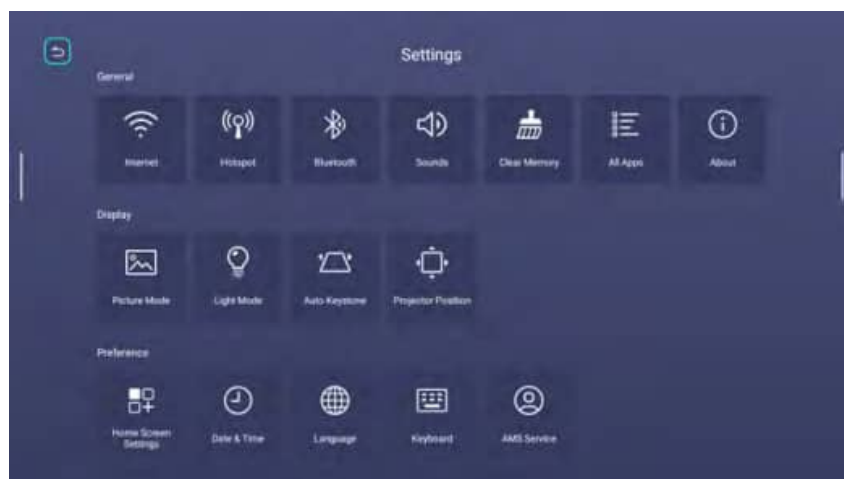 Settings
General
Internet
Hotspot
Bluetooth
Sounds
Clear Memory
All Apps
About
Display
Picture Mode
Light Mode
Auto Keystone
Projector Position
Preference
Home Screen
Settings
Date & Time
Language
Keyboard
AMS Service